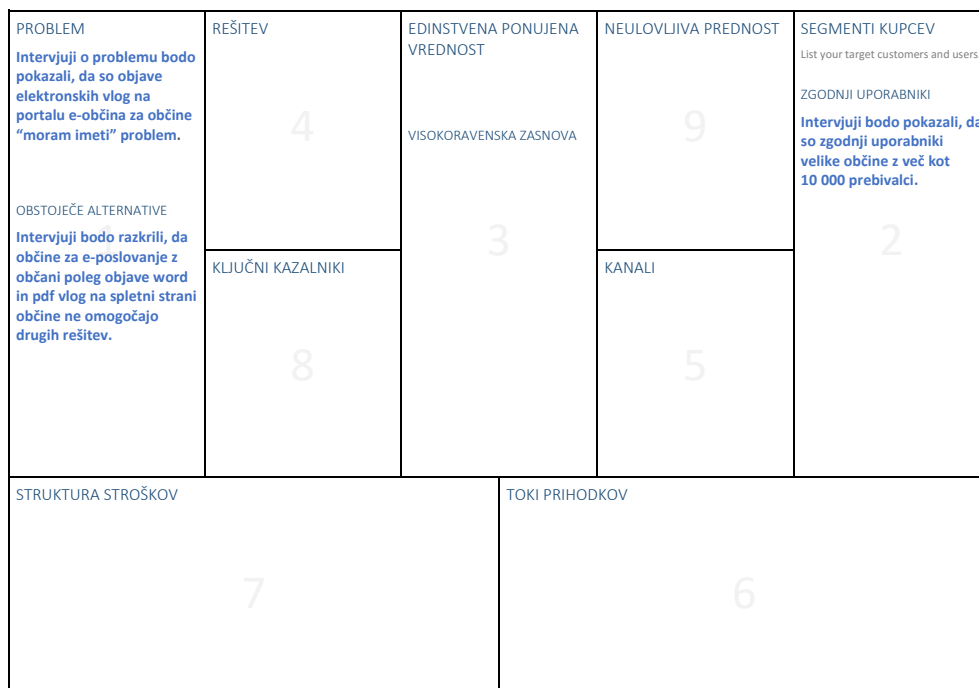 PROBLEM
Intervjuji o problemu bodo
pokazali, da so objave
elektronskih vlog na
portalu e-občina za občine
“moram imeti” problem.
OBSTOJEČE ALTERNATIVE
1
Intervjuji bodo razkrili, da
občine za e-poslovanje z
občani poleg objave word
in pdf vlog na spletni strani
občine ne omogočajo
drugih rešitev.
REŠITEV
4
KLJUČNI KAZALNIKI
8
EDINSTVENA PONUJENA
VREDNOST
VISOKORAVENSKA ZASNOVA
3
NEULOVLJIVA PREDNOST
9
KANALI
5
SEGMENTI KUPCEV
List your target customers and users.
ZGODNJI UPORABNIKI
Intervjuji bodo pokazali, da
so zgodnji uporabniki
velike občine z več kot
10 000 prebivalci.
2
STRUKTURA STROŠKOV
7
TOKI PRIHODKOV
6